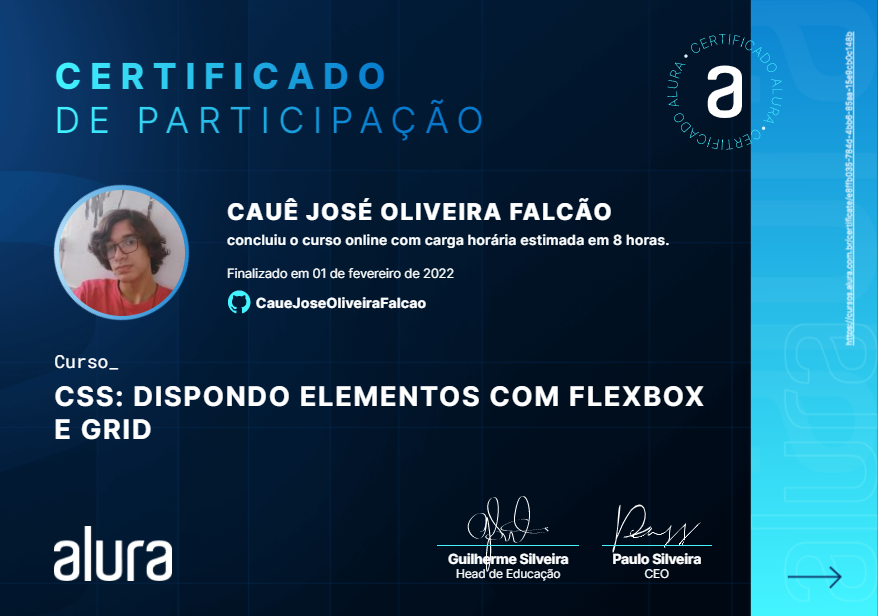 CERTIFICADO
DE PARTICIPAÇÃO
CERTIFICADO ALURA • CERTIFICADO ALURA •
a
CAUÊ JOSÉ OLIVEIRA FALCÃO
concluiu o curso online com carga horária estimada em 8 horas.
Finalizado em 01 de fevereiro de 2022
CaueJoseOliveiraFalcao
Curso_
CSS: DISPONDO ELEMENTOS COM FLEXBOX
E GRID
alura
Guilherme Silveira
Head de Educação
Paulo Silveira
CEO
alura